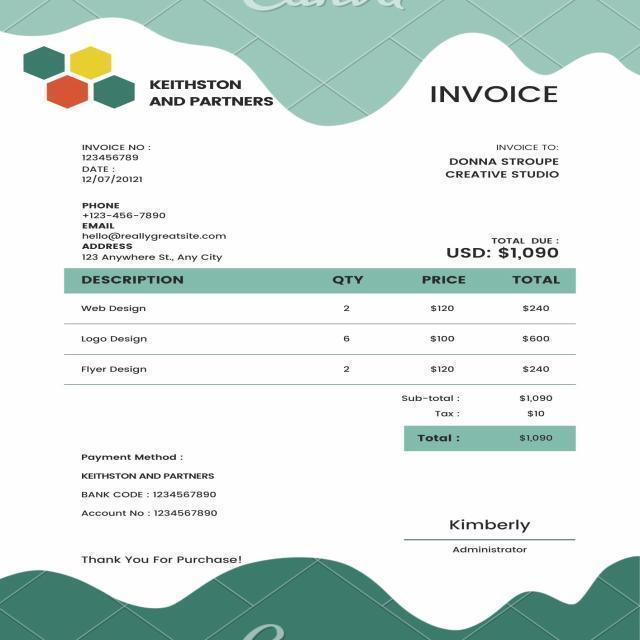 Canva
KEITHSTON
AND PARTNERS
INVOICE
INVOICE NO :
123456789
DATE :
12/07/20121
INVOICE TO:
DONNA STROUPE
CREATIVE STUDIO
PHONE
+123-456-7890
EMAIL
hello@reallygreatsite.com
ADDRESS
123 Anywhere St., Any City
TOTAL DUE :
USD: $1,090
DESCRIPTION QTY PRICE TOTAL
Web Design 2 $120 $240
Logo Design 6 $100 $600
Flyer Design 2 $120 $240
Sub-total : $1,090
Tax : $10
Total : $1,090
Payment Method :
KEITHSTON AND PARTNERS
BANK CODE : 1234567890
Account No : 1234567890
Kimberly
Administrator
Thank You For Purchase!